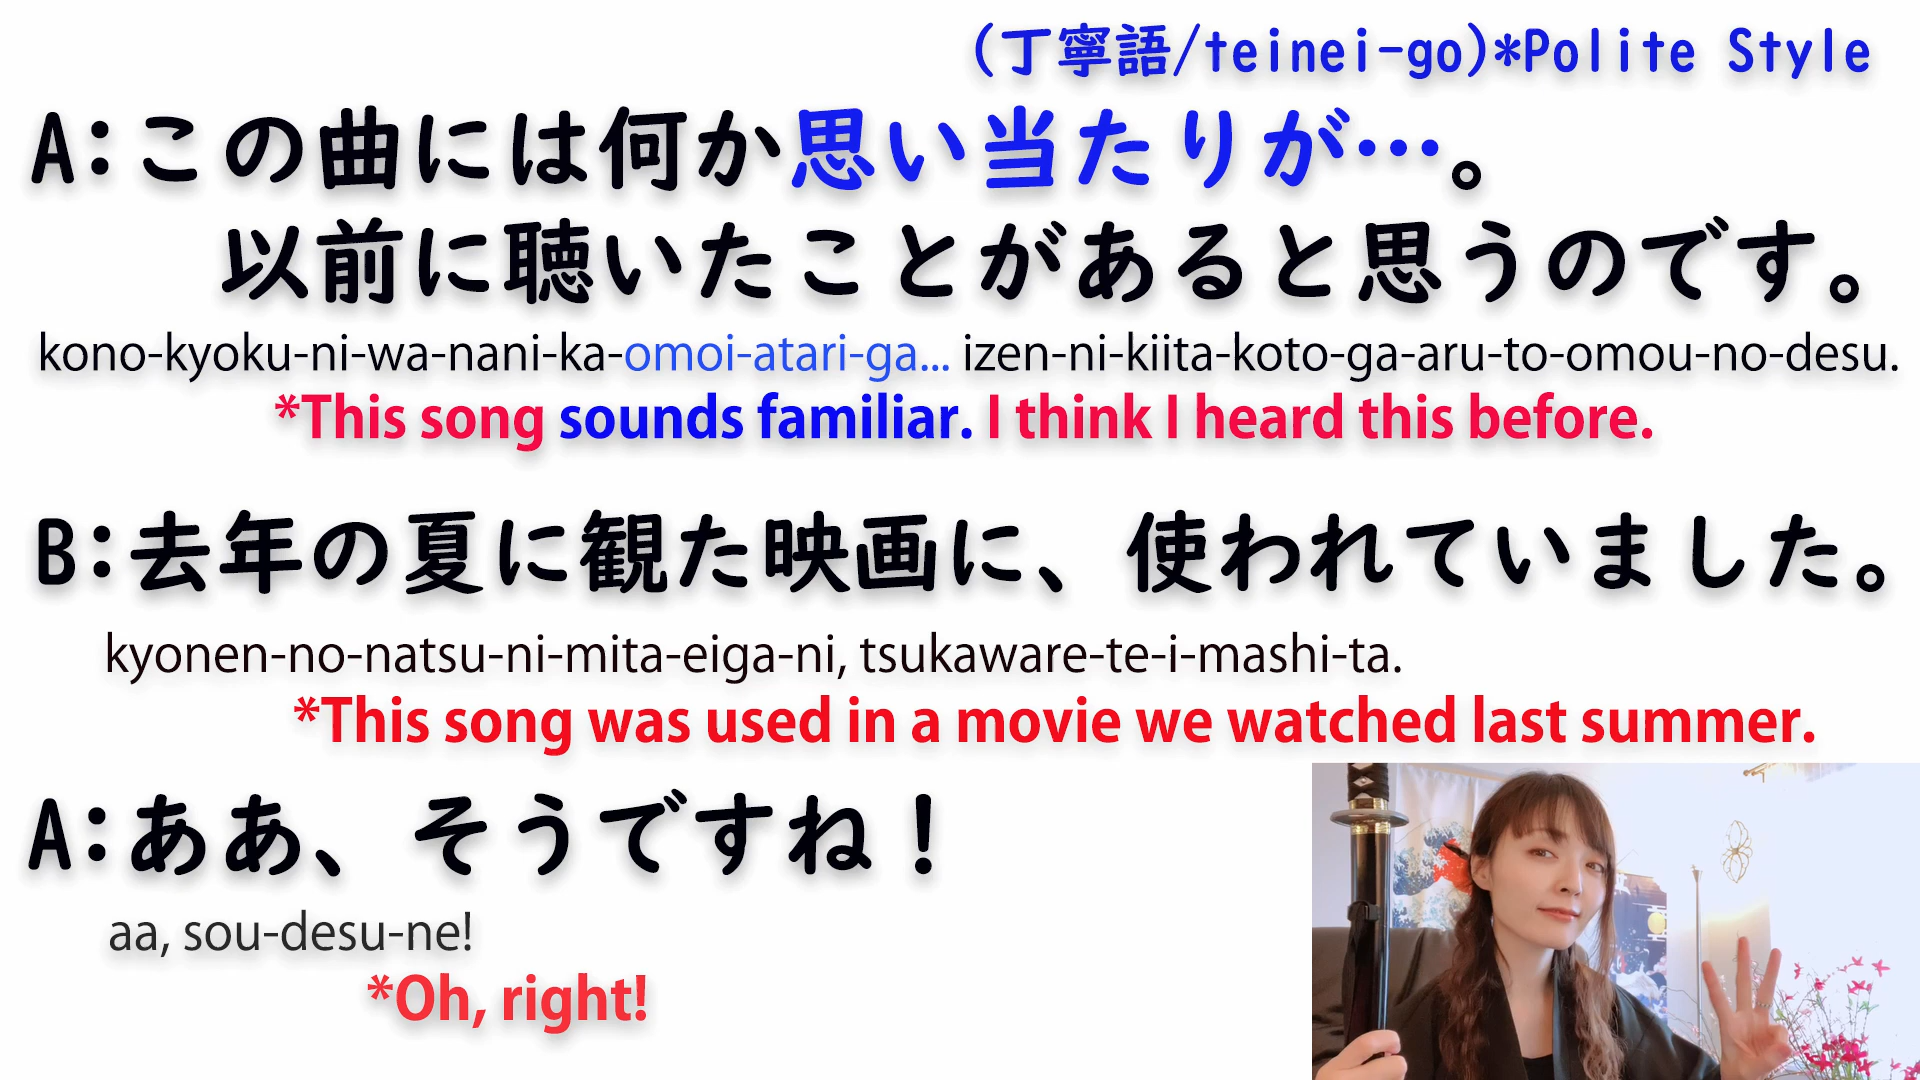 (丁寧語/teinei-go)*Polite Style
A:この曲には何か思い当たりが…。
以前に聴いたことがあると思うのです。
kono-kyoku-ni-wa-nani-ka-omoi-atari-ga... izen-ni-kiita-koto-ga-aru-to-omou-no-desu.
*This song sounds familiar. I think I heard this before.
B:去年の夏に観た映画に、使われていました。
kyonen-no-natsu-ni-mita-eiga-ni, tsukaware-te-i-mashi-ta.
*This song was used in a movie we watched last summer.
A:ああ、そうですね！
aa, sou-desu-ne!
*Oh, right!